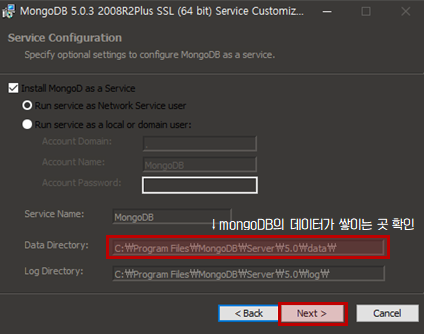 MongoDB 5.0.3 2008R2Plus SSL (64 bit) Service Customiz...
Service Configuration
Specify optional settings to configure MongoDB as a service.
Install MongoD as a Service
Run service as Network Service user
Run service as a local or domain user:
Account Domain:
.
Account Name:
MongoDB
Account Password:
Service Name:
MongoDB
mongoDB의 데이터가 쌓이는 곳 확인
Data Directory:
C:₩Program Files₩MongoDB₩Server₩5.0₩data₩
Log Directory:
C:₩Program Files₩MongoDB₩Server₩5.0₩log₩
< Back
Next >
Cancel